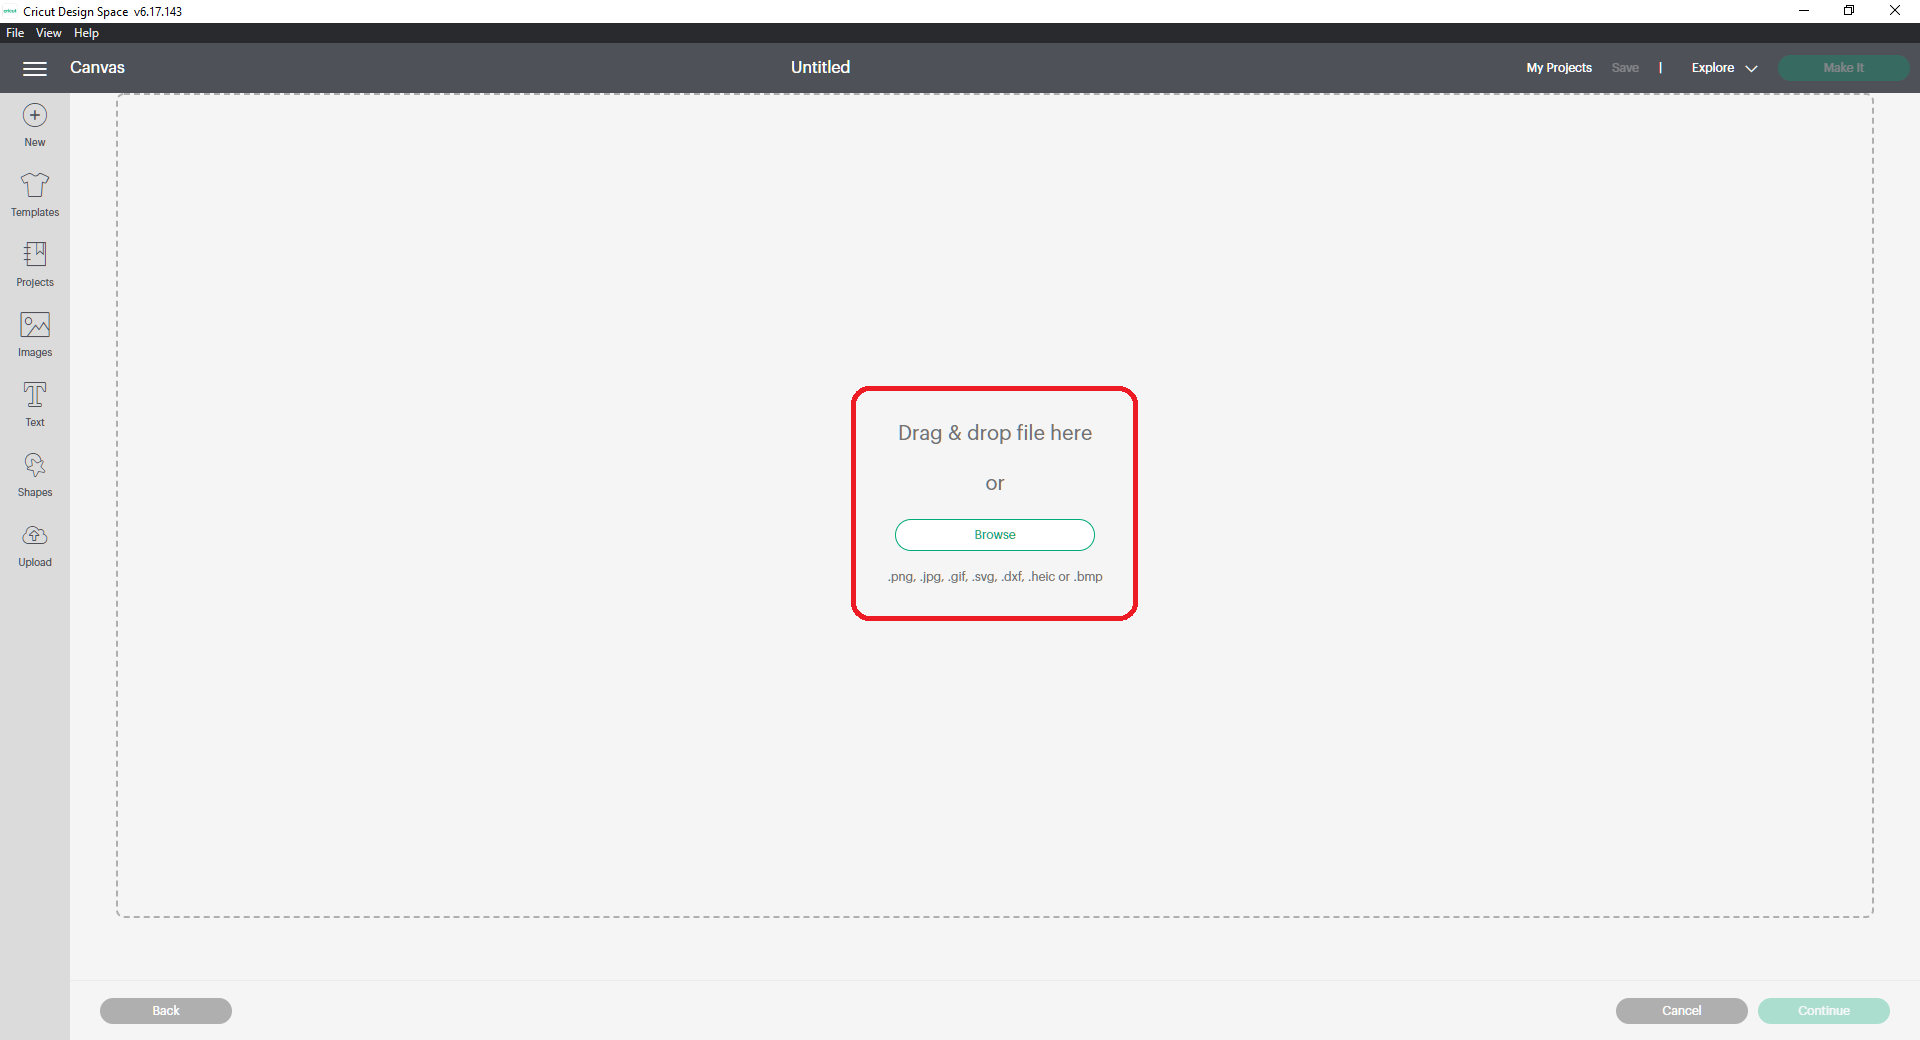 cricut Cricut Design Space v6.17.143
File View Help
Canvas Untitled My Projects Save | Explore Make It
New
Templates
Projects
Images
Text
Shapes
Upload
Drag & drop file here
or
Browse
.png, .jpg, .gif, .svg, .dxf, .heic or .bmp
Back Cancel Continue